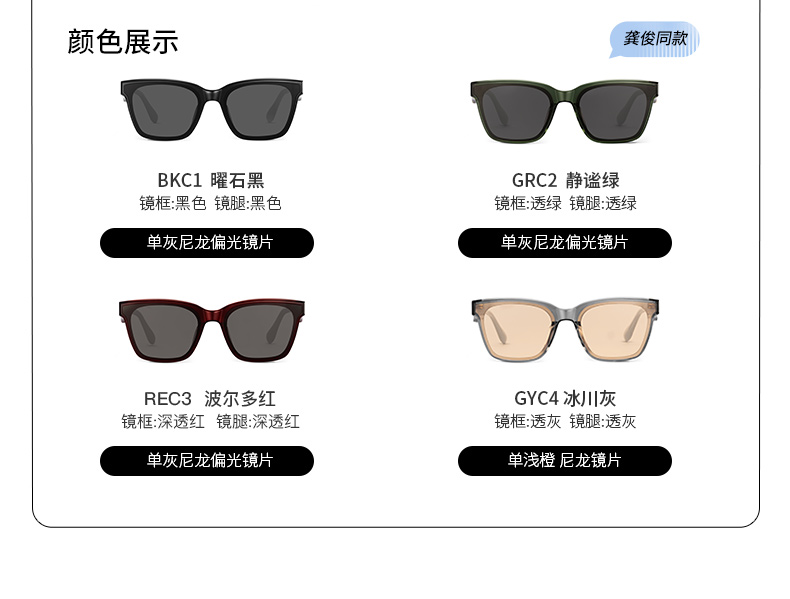 颜色展示
龚俊同款
BKC1 曜石黑
镜框:黑色 镜腿:黑色
单灰尼龙偏光镜片
GRC2 静谧绿
镜框:透绿 镜腿:透绿
单灰尼龙偏光镜片
REC3 波尔多红
镜框:深透红 镜腿:深透红
单灰尼龙偏光镜片
GYC4 冰川灰
镜框:透灰 镜腿:透灰
单浅橙 尼龙镜片